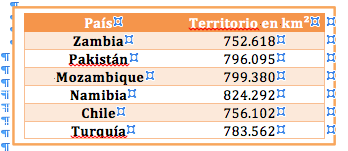 País Territorio en km²
Zambia 752.618
Pakistán 796.095
Mozambique 799.380
Namibia 824.292
Chile 756.102
Turquía 783.562